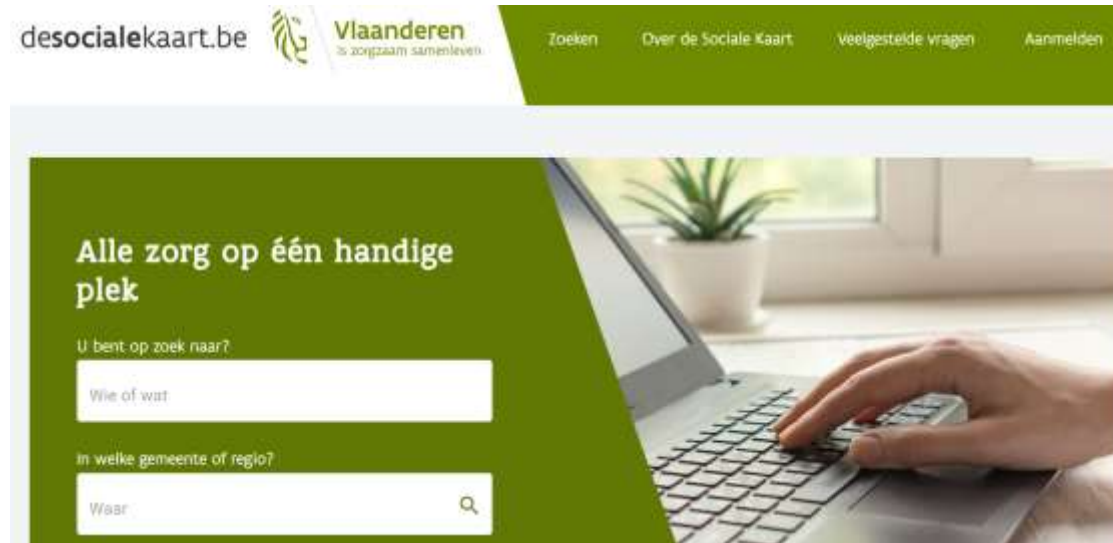 desocialekaart.be
Vlaanderen
is zorgzaam samenleven
Zoeken
Over de Sociale Kaart
Veelgestelde vragen
Aanmelden
Alle zorg op één handige
plek
U bent op zoek naar?
Wie of wat
In welke gemeente of regio?
Waar